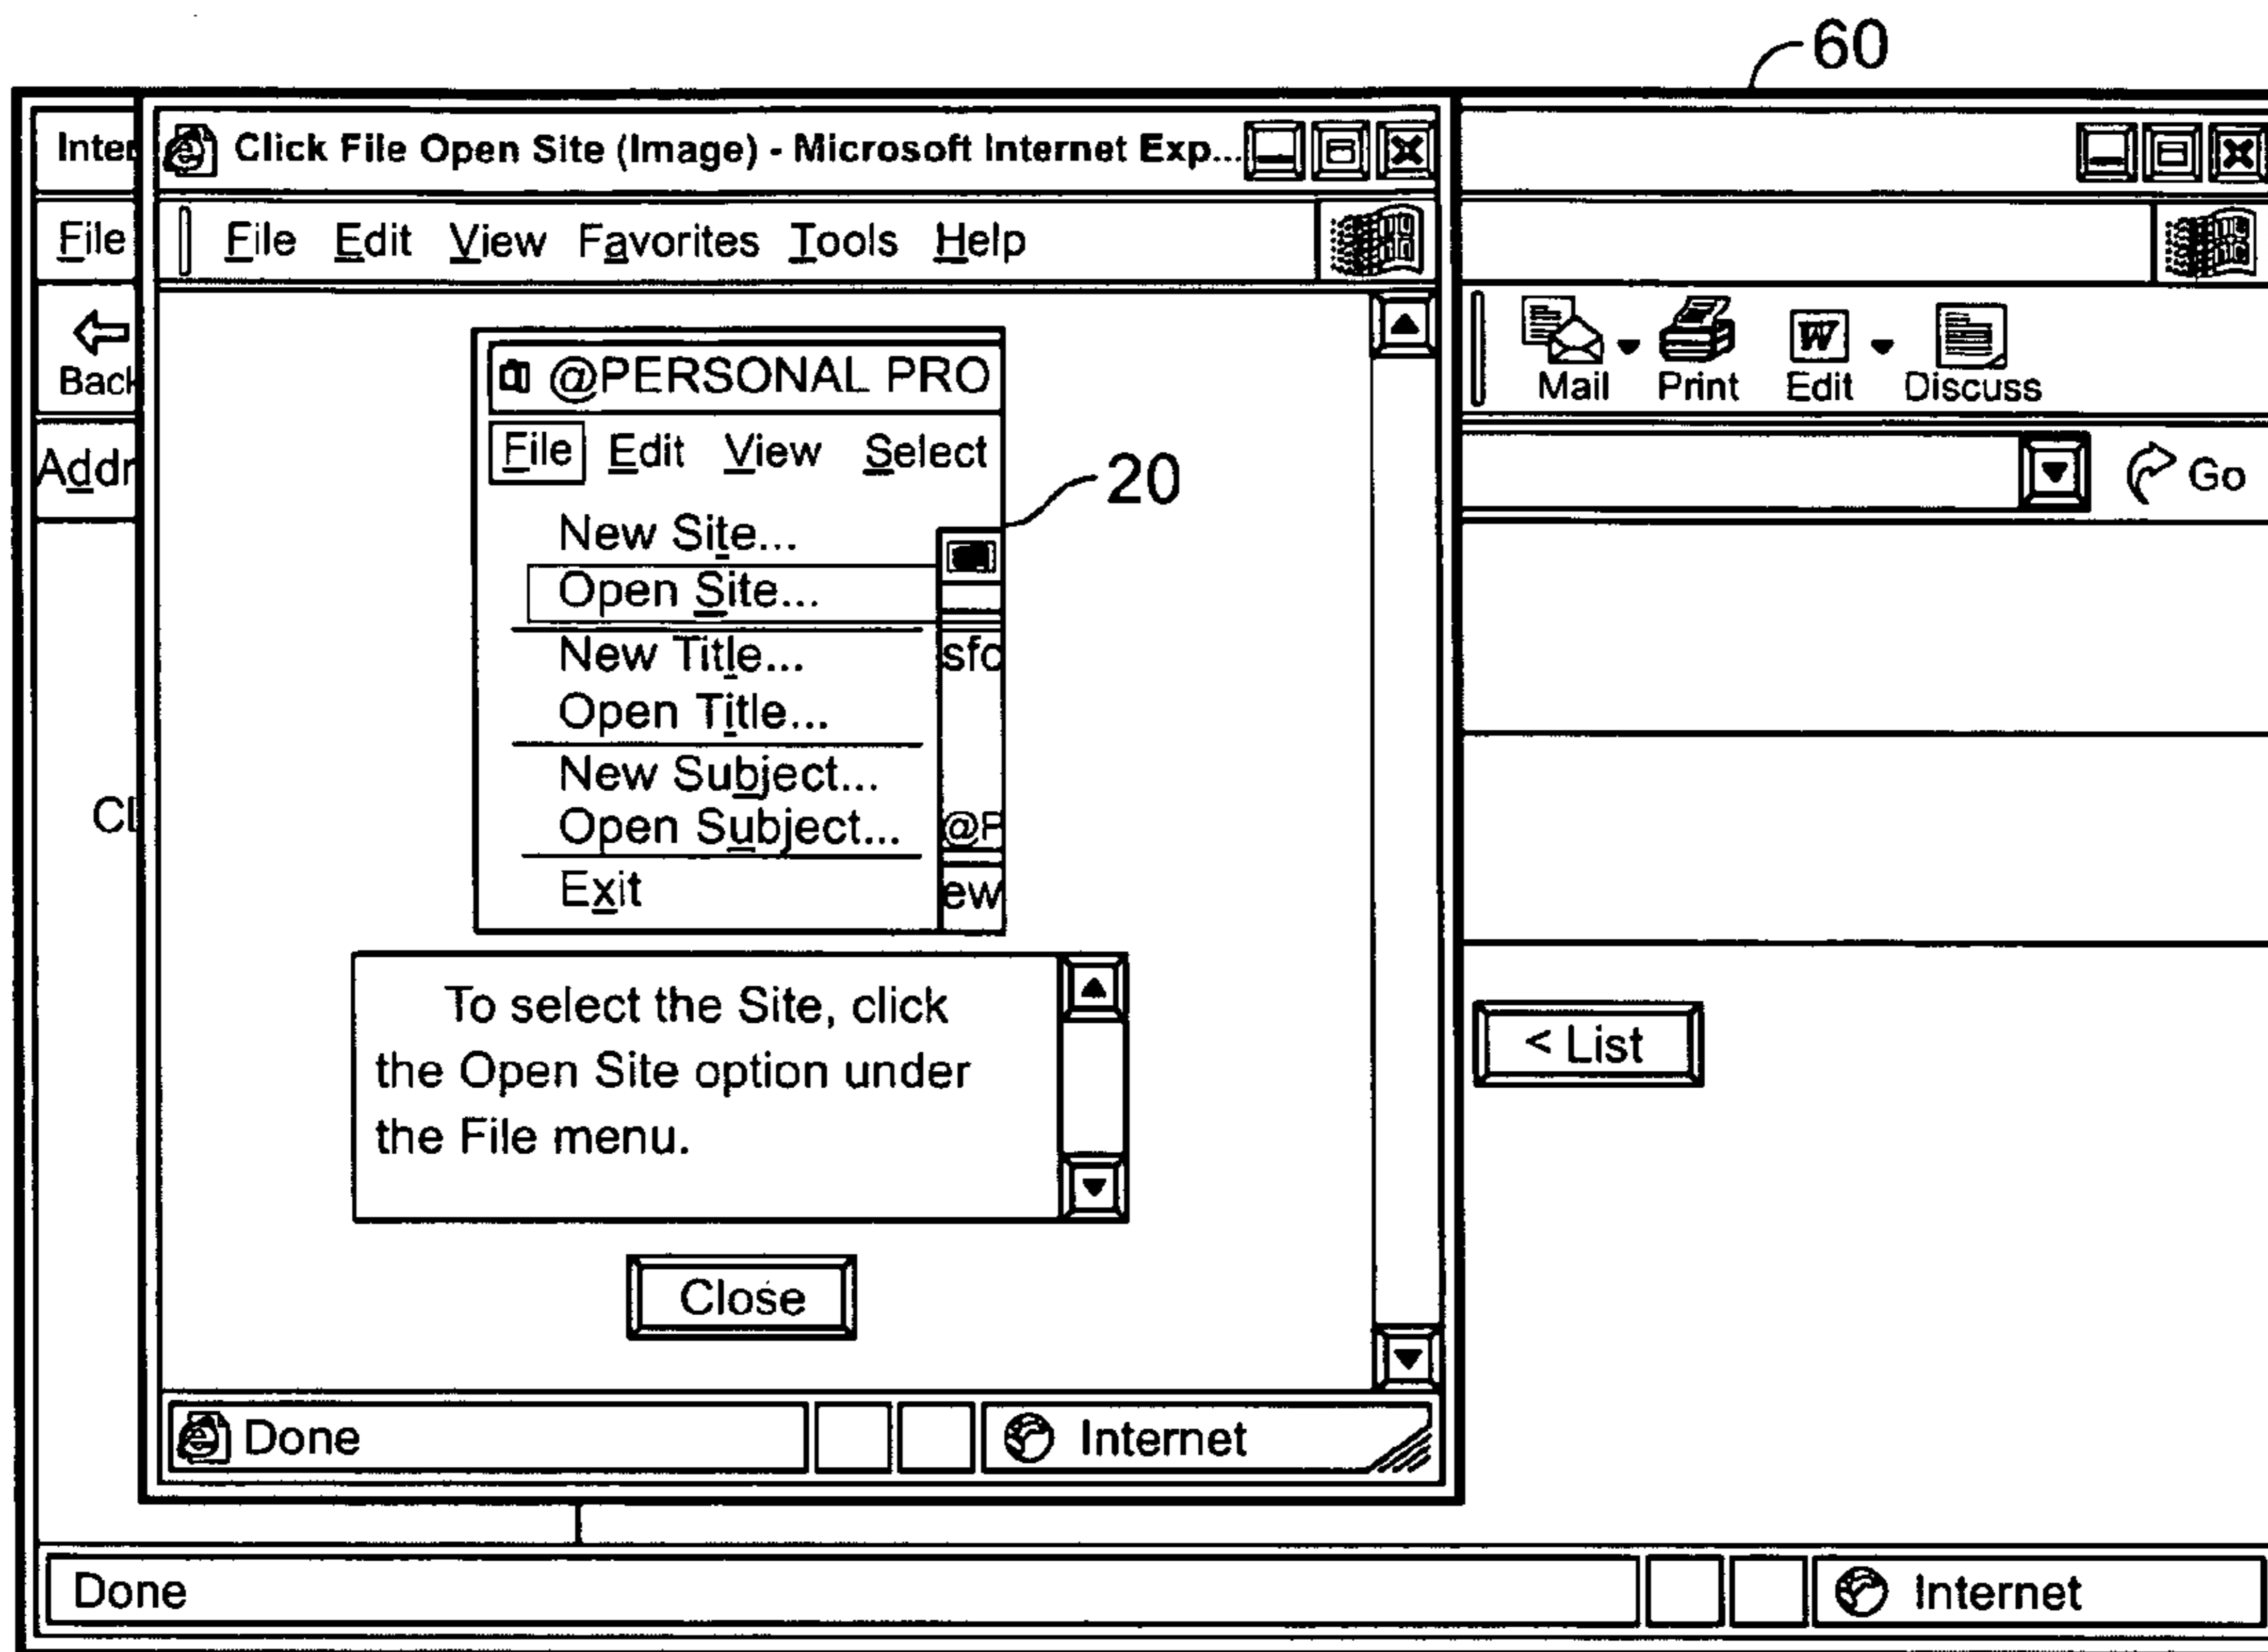 60
Inter
Click File Open Site (Image) - Microsoft Internet Exp...
File
File Edit View Favorites Tools Help
Back
Mail Print Edit Discuss
Addr
Go
@PERSONAL PRO
File Edit View Select
20
New Site...
Open Site...
New Title... sfc
Open Title...
New Subject...
Cl
Open Subject... @P
Exit ew
To select the Site, click
the Open Site option under
the File menu.
< List
Close
Done Internet
Done Internet